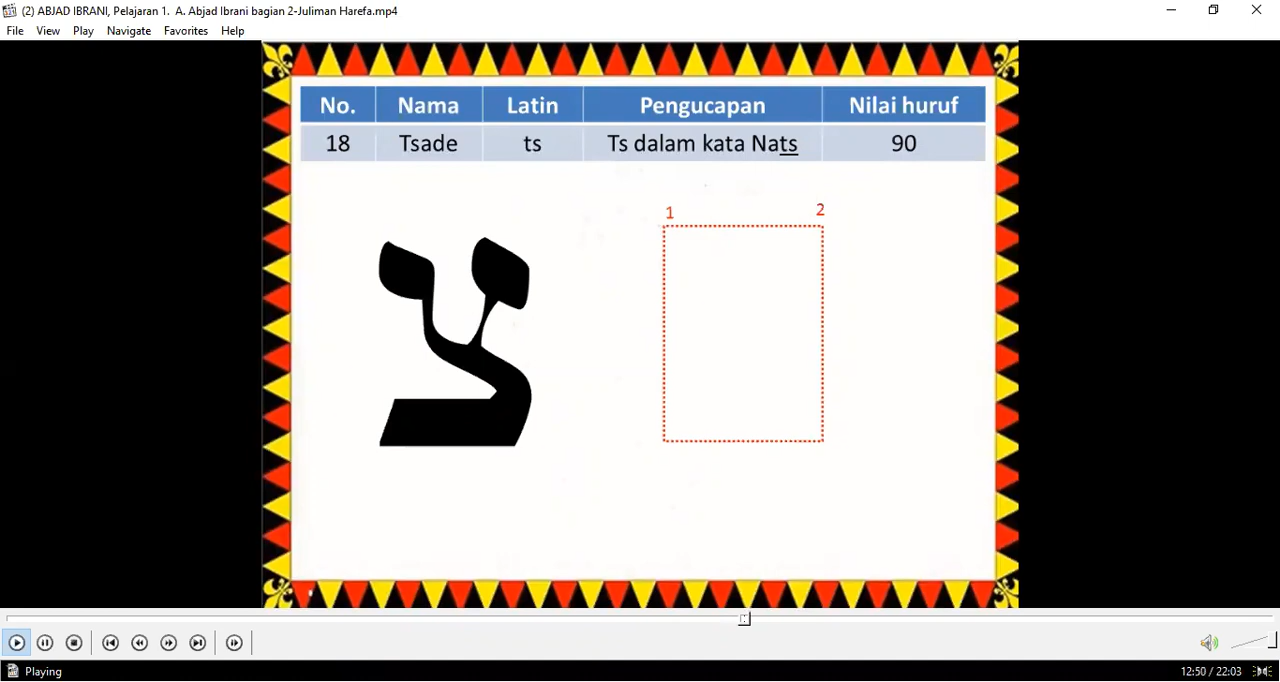 (2) ABJAD IBRANI, Pelajaran 1.  A. Abjad Ibrani bagian 2-Juliman Harefa.mp4
File View Play Navigate Favorites Help
No. Nama Latin Pengucapan Nilai huruf
18 Tsade ts Ts dalam kata Nats 90
1 2
צ
Playing 12:50 / 22:03